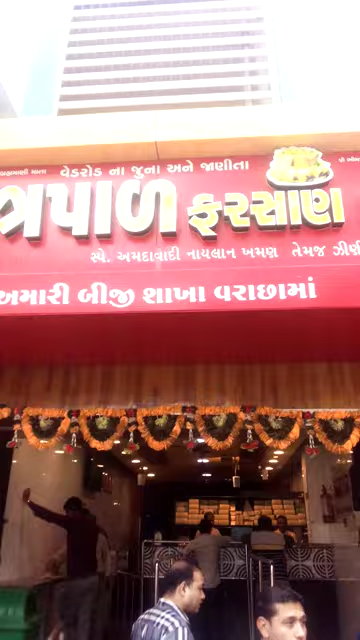 વેડરોડ ના જુના અને જાણીતા
ત્રપાળ ફરસાણ
સ્પે. અમદાવાદી નાયલોન ખમણ તેમજ ઝીણી
અમારી બીજી શાખા વરાછામાં